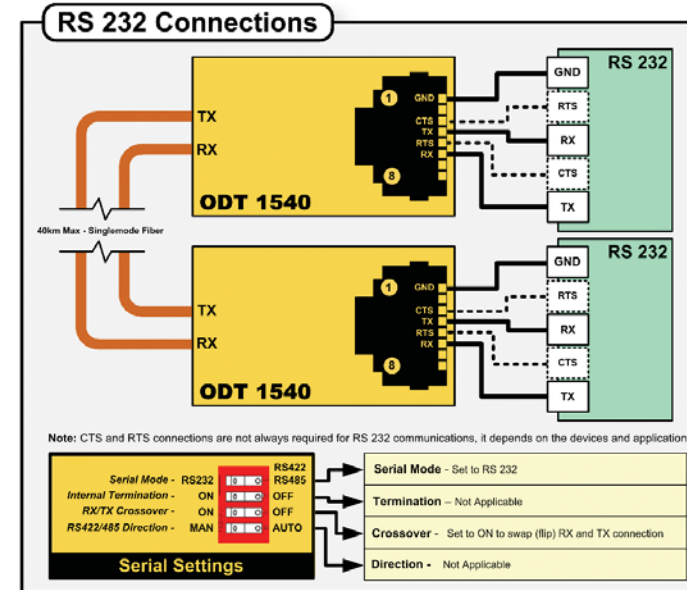 RS 232 Connections
TX
RX
ODT 1540
1
8
GND
CTS
TX
RTS
RX
RS 232
GND
RTS
RX
CTS
TX
40km Max - Singlemode Fiber
TX
RX
ODT 1540
1
8
GND
CTS
TX
RTS
RX
RS 232
GND
RTS
RX
CTS
TX
Note: CTS and RTS connections are not always required for RS 232 communications, it depends on the devices and application
RS422
Serial Mode - RS232 RS485
Internal Termination - ON OFF
RX/TX Crossover - ON OFF
RS422/485 Direction - MAN AUTO
Serial Settings
Serial Mode - Set to RS 232
Termination – Not Applicable
Crossover - Set to ON to swap (flip) RX and TX connection
Direction - Not Applicable